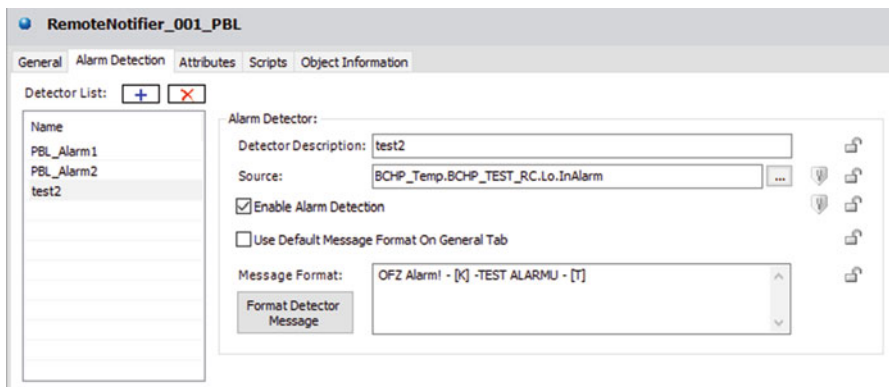 RemoteNotifier_001_PBL
General Alarm Detection Attributes Scripts Object Information
Detector List:
Name
PBL_Alarm1
PBL_Alarm2
test2
Alarm Detector:
Detector Description: test2
Source: BCHP_Temp.BCHP_TEST_RC.Lo.InAlarm ...
Enable Alarm Detection
Use Default Message Format On General Tab
Message Format: OFZ Alarm! - [K] -TEST ALARMU - [T]
Format Detector
Message